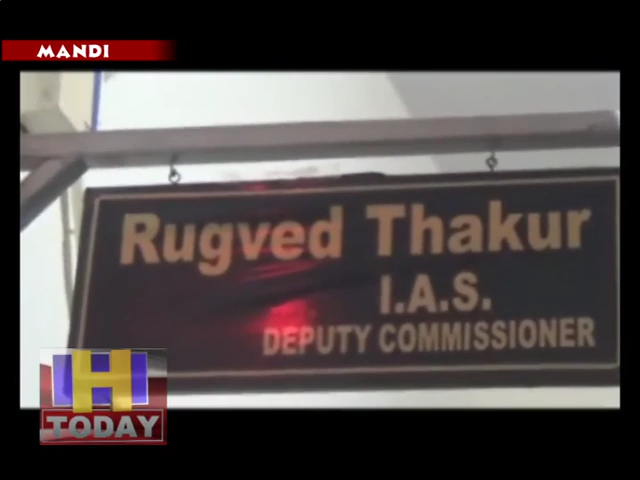 MANDI
Rugved Thakur
I.A.S.
DEPUTY COMMISSIONER
H
TODAY